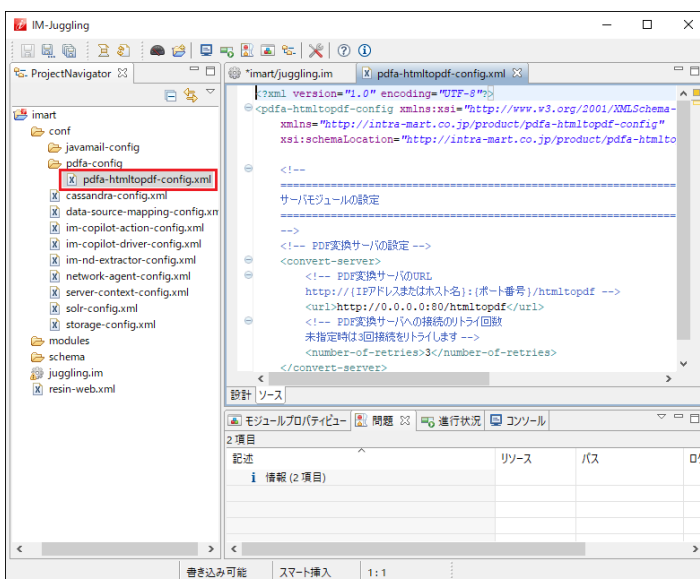 IM-Juggling
ProjectNavigator
imart
conf
javamail-config
pdfa-config
pdfa-htmltopdf-config.xml
cassandra-config.xml
data-source-mapping-config.xm
im-copilot-action-config.xml
im-copilot-driver-config.xml
im-nd-extractor-config.xml
network-agent-config.xml
server-context-config.xml
solr-config.xml
storage-config.xml
modules
schema
juggling.im
resin-web.xml
*imart/juggling.im
pdfa-htmltopdf-config.xml
<?xml version="1.0" encoding="UTF-8"?>
<pdfa-htmltopdf-config xmlns:xsi="http://www.w3.org/2001/XMLSchema-
xmlns="http://intra-mart.co.jp/product/pdfa-htmltopdf-config"
xsi:schemaLocation="http://intra-mart.co.jp/product/pdfa-htmlto
<!--
======================================================
サーバモジュールの設定
======================================================
-->
<!-- PDF変換サーバの設定 -->
<convert-server>
<!-- PDF変換サーバのURL
http://{IPアドレスまたはホスト名}:{ポート番号}/htmltopdf -->
<url>http://0.0.0.0:80/htmltopdf</url>
<!-- PDF変換サーバへの接続のリトライ回数
未指定時は3回接続をリトライします -->
<number-of-retries>3</number-of-retries>
</convert-server>
設計 ソース
モジュールプロパティビュー 問題 進行状況 コンソール
2 項目
記述 リソース パス ロケ
情報 (2 項目)
書き込み可能 スマート挿入 1:1